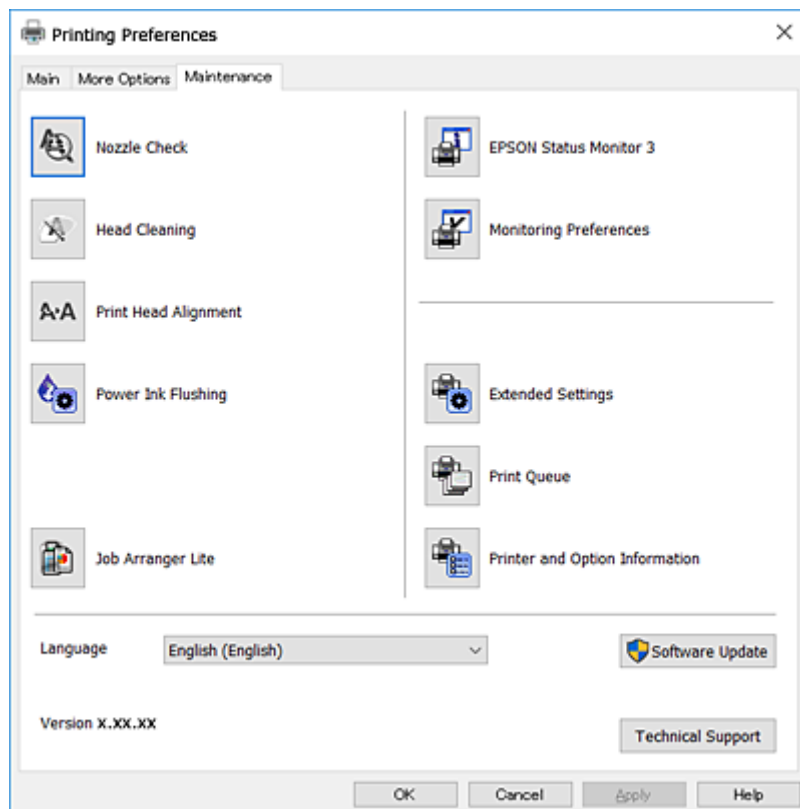 Printing Preferences
Main More Options Maintenance
Nozzle Check
Head Cleaning
A·A Print Head Alignment
Power Ink Flushing
Job Arranger Lite
EPSON Status Monitor 3
Monitoring Preferences
Extended Settings
Print Queue
Printer and Option Information
Language English (English) Software Update
Version X.XX.XX
Technical Support
OK Cancel Apply Help